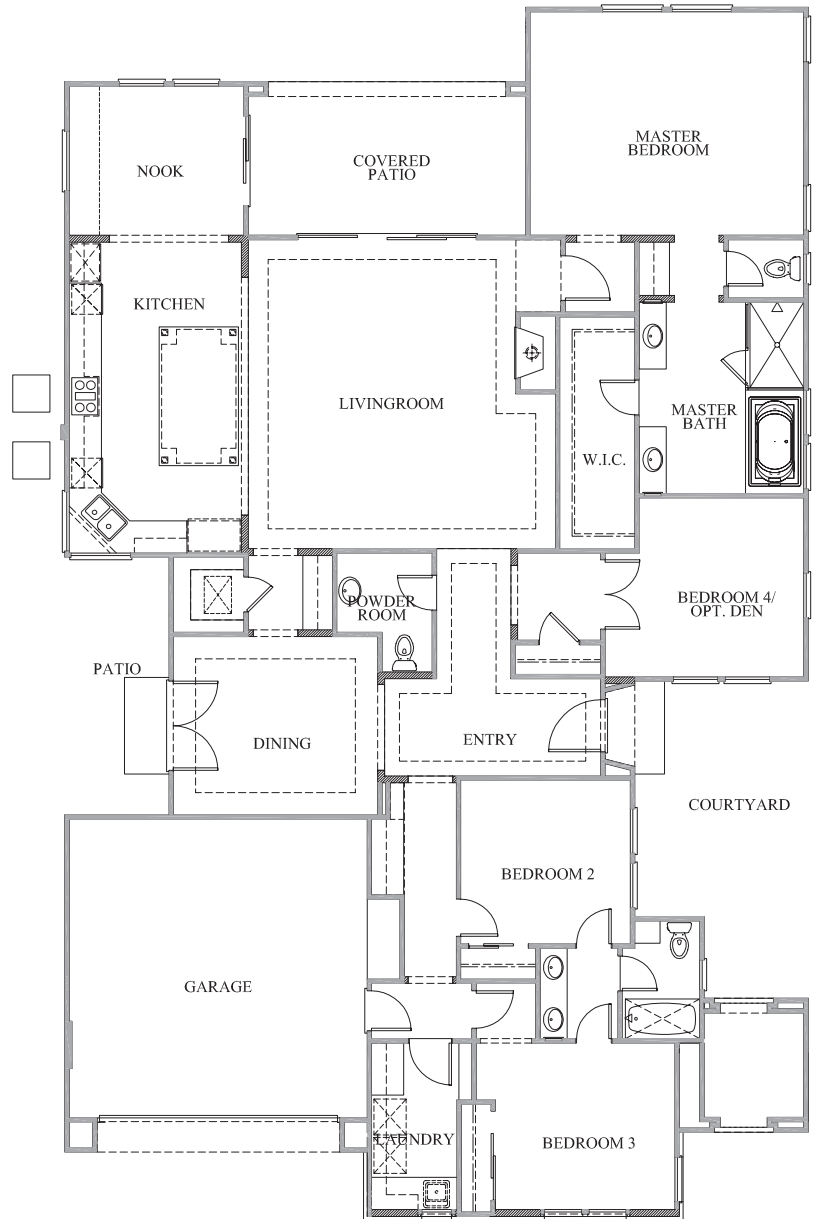 MASTER
BEDROOM
COVERED
PATIO
NOOK
KITCHEN
LIVINGROOM
MASTER
BATH
W.I.C.
POWDER
ROOM
BEDROOM 4/
OPT. DEN
PATIO
DINING
ENTRY
COURTYARD
BEDROOM 2
GARAGE
LAUNDRY
BEDROOM 3